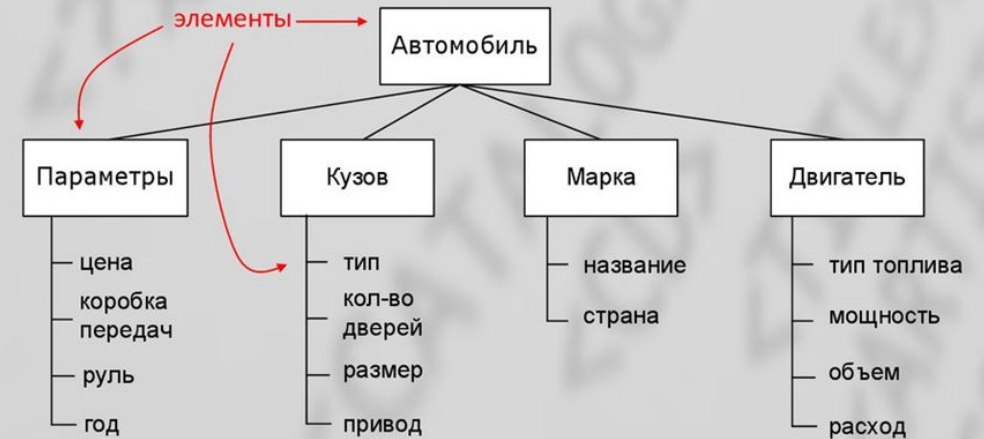 элементы
Автомобиль
Параметры
цена
коробка
передач
руль
год
Кузов
тип
кол-во
дверей
размер
привод
Марка
название
страна
Двигатель
тип топлива
мощность
объем
расход